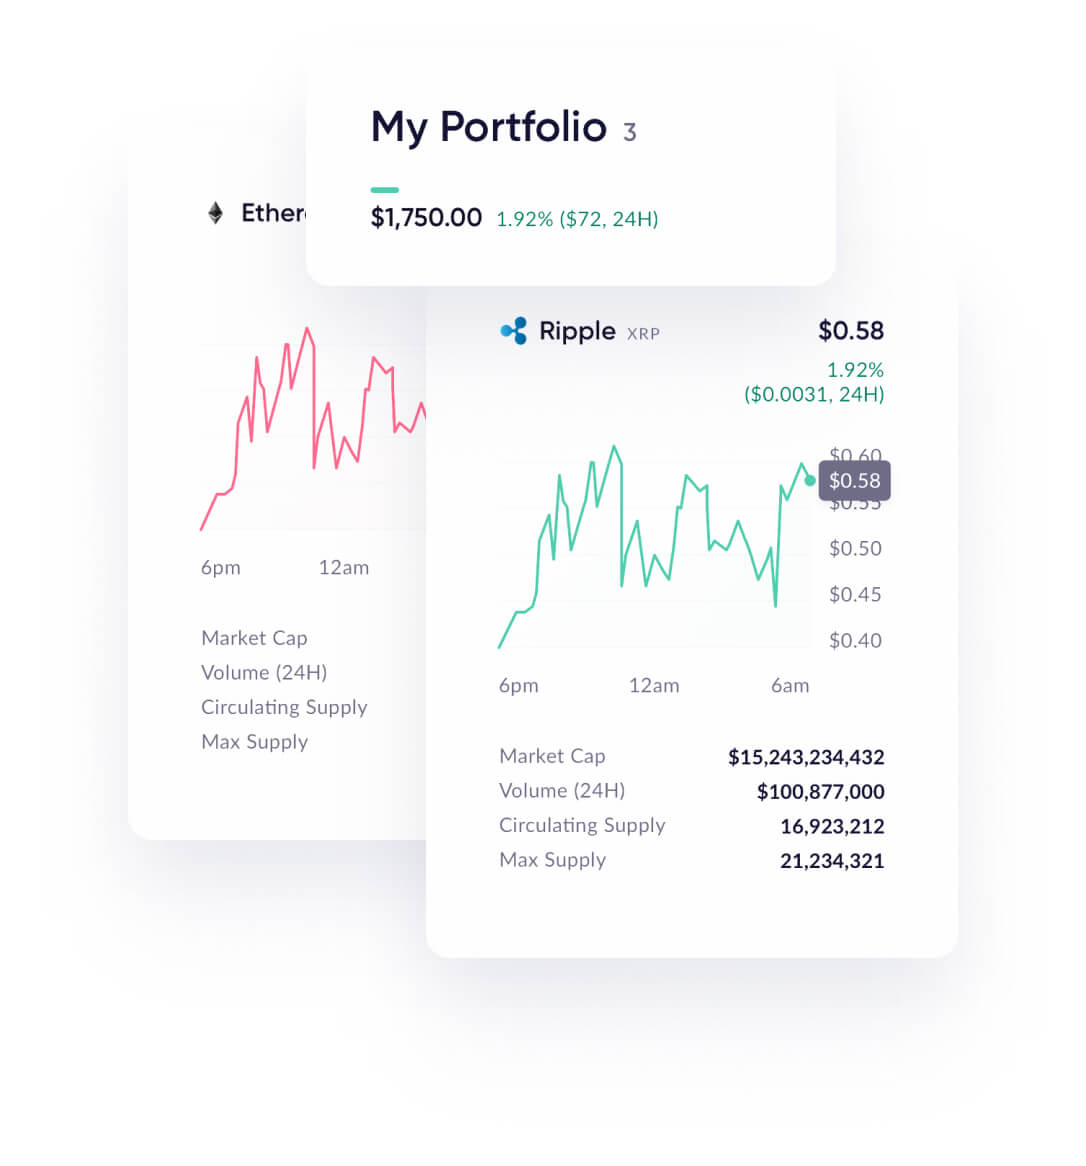 My Portfolio 3
$1,750.00 1.92% ($72, 24H)
6pm 12am
Market Cap
Volume (24H)
Circulating Supply
Max Supply
Ripple XRP $0.58
1.92%
($0.0031, 24H)
$0.60
$0.58
$0.55
$0.50
$0.45
$0.40
6pm 12am 6am
Market Cap $15,243,234,432
Volume (24H) $100,877,000
Circulating Supply 16,923,212
Max Supply 21,234,321